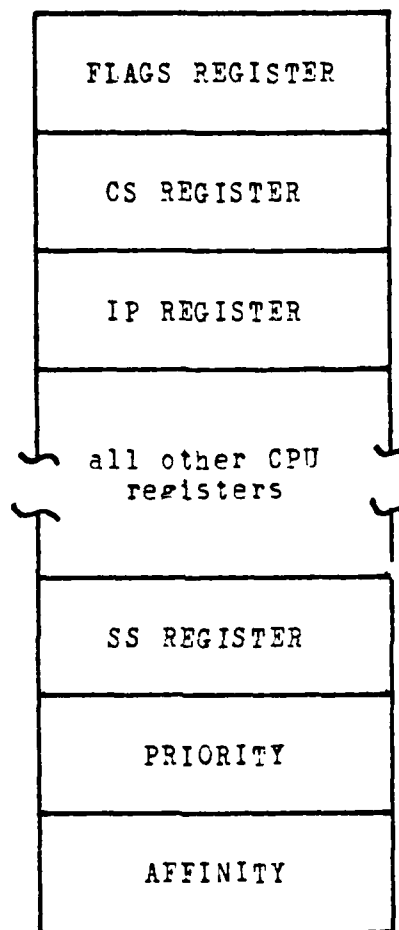 FLAGS REGISTER
CS REGISTER
IP REGISTER
all other CPU
registers
SS REGISTER
PRIORITY
AFFINITY